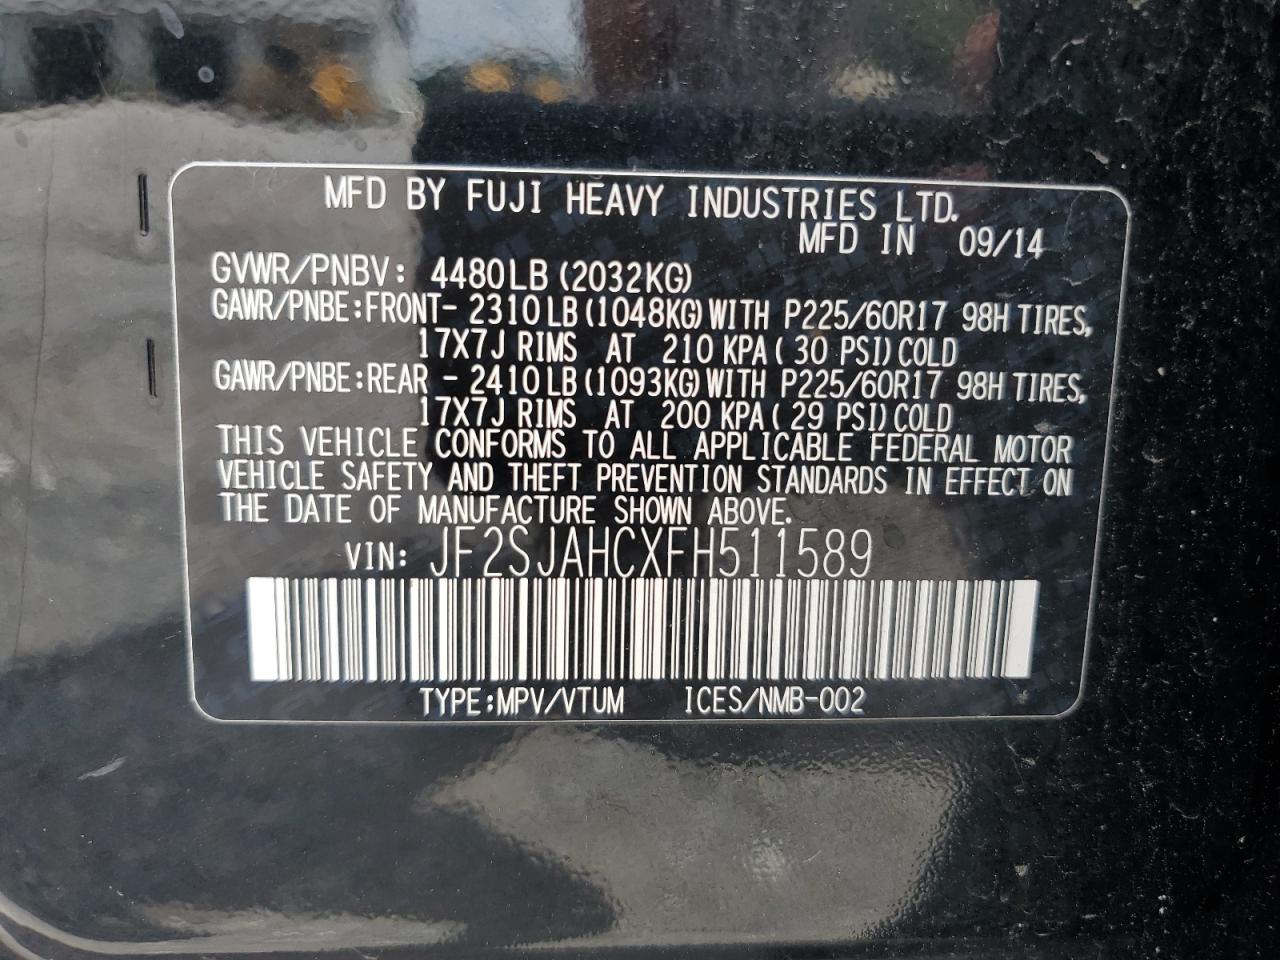 MFD BY FUJI HEAVY INDUSTRIES LTD.
MFD IN 09/14
GVWR/PNBV: 4480LB (2032KG)
GAWR/PNBE:FRONT- 2310LB(1048KG)WITH P225/60R17 98H TIRES,
17X7J RIMS AT 210 KPA( 30 PSI)COLD
GAWR/PNBE:REAR - 2410LB(1093KG)WITH P225/60R17 98H TIRES,
17X7J RIMS AT 200 KPA( 29 PSI)COLD
THIS VEHICLE CONFORMS TO ALL APPLICABLE FEDERAL MOTOR
VEHICLE SAFETY AND THEFT PREVENTION STANDARDS IN EFFECT ON
THE DATE OF MANUFACTURE SHOWN ABOVE.
VIN: JF2SJAHCXFH511589
TYPE:MPV/VTUM ICES/NMB-002